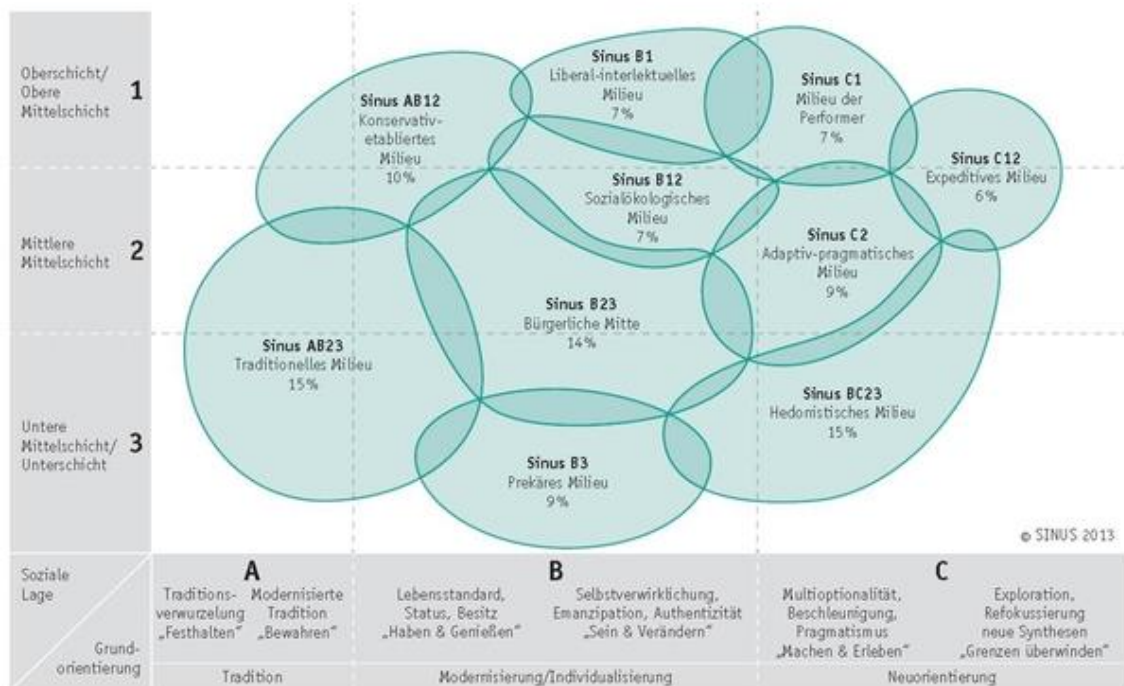 Oberschicht/
Obere
Mittelschicht
1
Mittlere
Mittelschicht
2
Untere
Mittelschicht/
Unterschicht
3
Sinus AB12
Konservativ-
etabliertes
Milieu
10%
Sinus B1
Liberal-interlektuelles
Milieu
7%
Sinus C1
Milieu der
Performer
7%
Sinus C12
Expeditives Milieu
6%
Sinus B12
Sozialökologisches
Milieu
7%
Sinus C2
Adaptiv-pragmatisches
Milieu
9%
Sinus B23
Bürgerliche Mitte
14%
Sinus AB23
Traditionelles Milieu
15%
Sinus BC23
Hedonistisches Milieu
15%
Sinus B3
Prekäres Milieu
9%
© SINUS 2013
Soziale
Lage
Grund-
orientierung
A
Traditions-
verwurzelung
„Festhalten“
Modernisierte
Tradition
„Bewahren“
Tradition
B
Lebensstandard,
Status, Besitz
„Haben & Genießen“
Selbstverwirklichung,
Emanzipation, Authentizität
„Sein & Verändern“
Modernisierung/Individualisierung
C
Multioptionalität,
Beschleunigung,
Pragmatismus
„Machen & Erleben“
Exploration,
Refokussierung
neue Synthesen
„Grenzen überwinden“
Neuorientierung